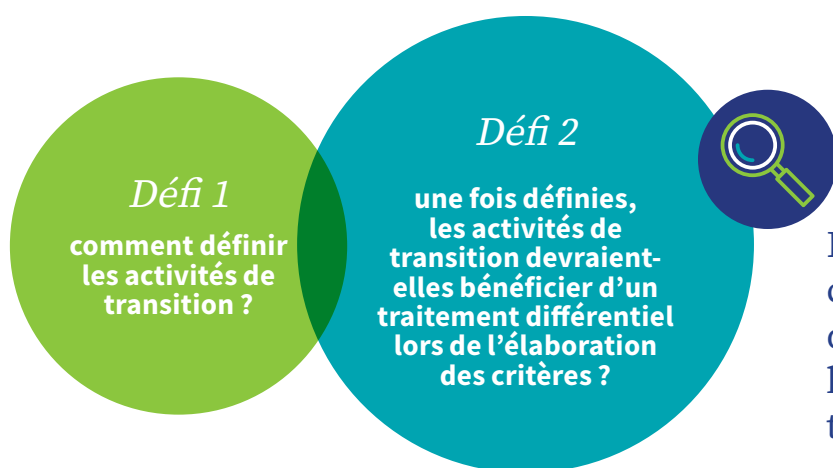 Défi 1
comment définir
les activités de
transition ?
Défi 2
une fois définies,
les activités de
transition devraient-
elles bénéficier d’un
traitement différentiel
lors de l’élaboration
des critères ?